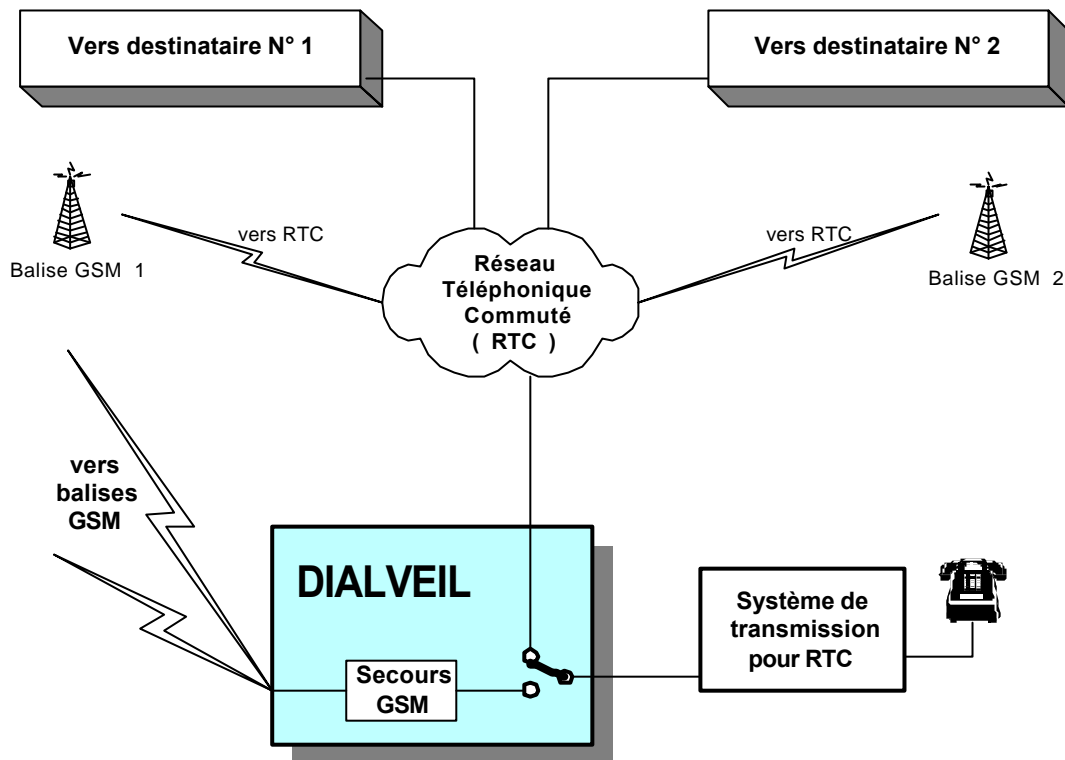 Vers destinataire N° 1
Vers destinataire N° 2
vers RTC
vers RTC
Balise GSM 1
Balise GSM 2
Réseau
Téléphonique
Commuté
( RTC )
vers
balises
GSM
DIALVEIL
Secours
GSM
Système de
transmission
pour RTC